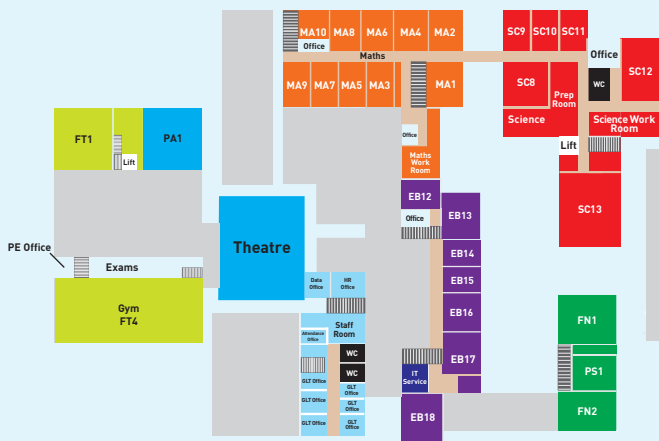 MA10
MA8
MA6
MA4
MA2
Office
Maths
MA9
MA7
MA5
MA3
MA1
Office
Maths
Work
Room
SC9
SC10
SC11
Office
SC12
SC8
WC
Prep
Room
Science
Science Work
Room
Lift
SC13
FT1
PA1
Lift
EB12
Office
EB13
EB14
EB15
EB16
EB17
IT
Service
EB18
Theatre
PE Office
Exams
Gym
FT4
Data
Office
HR
Office
Staff
Room
Attendance
Office
WC
WC
GLT Office
GLT Office
GLT Office
GLT
Office
GLT
Office
GLT
Office
FN1
PS1
FN2